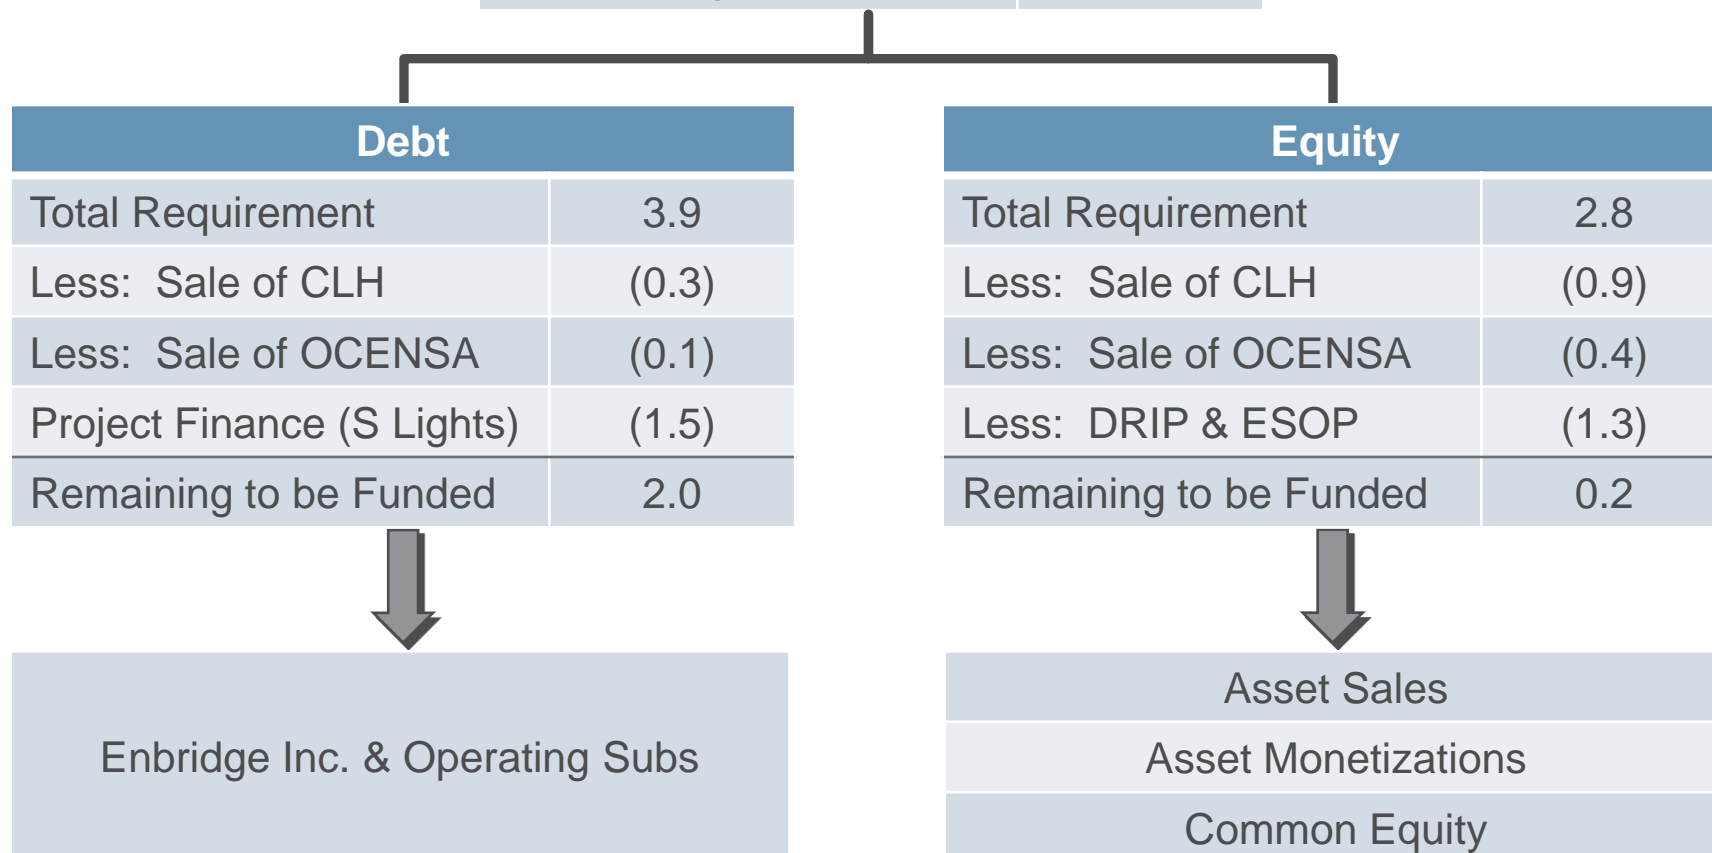 Debt
Total Requirement 3.9
Less: Sale of CLH (0.3)
Less: Sale of OCENSA (0.1)
Project Finance (S Lights) (1.5)
Remaining to be Funded 2.0
Enbridge Inc. & Operating Subs
Equity
Total Requirement 2.8
Less: Sale of CLH (0.9)
Less: Sale of OCENSA (0.4)
Less: DRIP & ESOP (1.3)
Remaining to be Funded 0.2
Asset Sales
Asset Monetizations
Common Equity